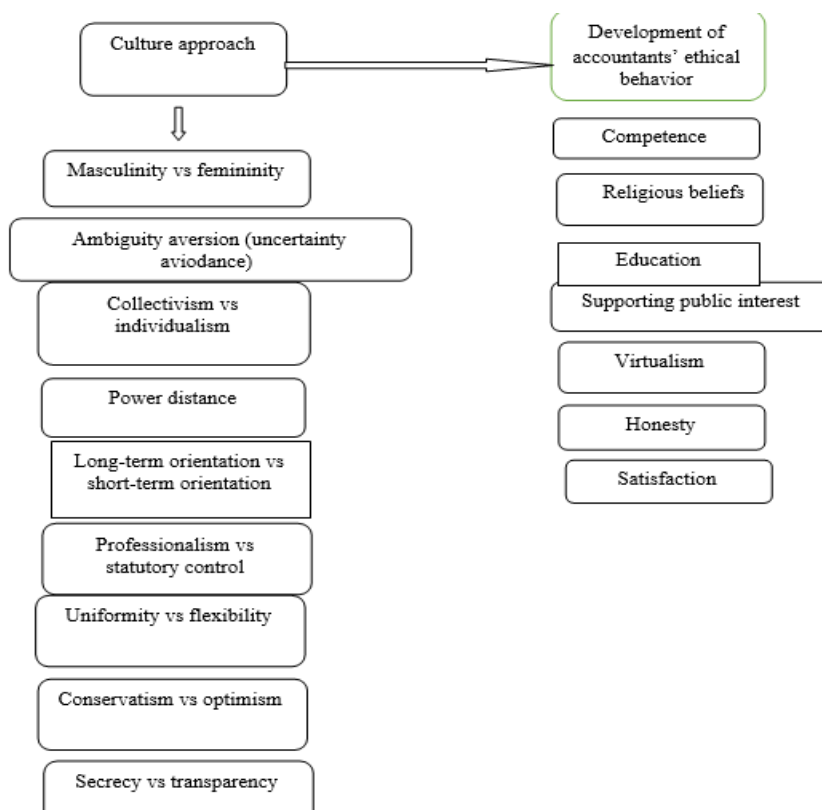 Culture approach
Masculinity vs femininity
Ambiguity aversion (uncertainty
aviodance)
Collectivism vs
individualism
Power distance
Long-term orientation vs
short-term orientation
Professionalism vs
statutory control
Uniformity vs flexibility
Conservatism vs optimism
Secrecy vs transparency
Development of
accountants’ ethical
behavior
Competence
Religious beliefs
Education
Supporting public interest
Virtualism
Honesty
Satisfaction